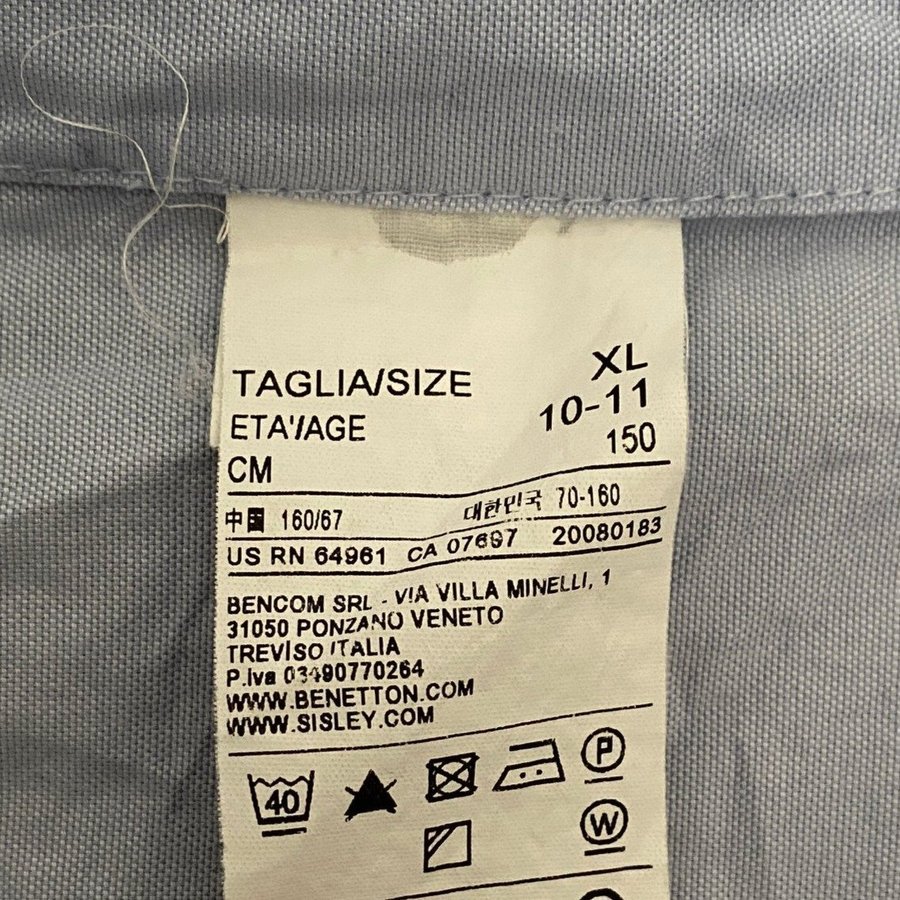 TAGLIA/SIZE XL
ETA'/AGE 10-11
CM 150
中国 160/67 대한민국 70-160
US RN 64961 CA 07697 20080183
BENCOM SRL - VIA VILLA MINELLI, 1
31050 PONZANO VENETO
TREVISO ITALIA
P.Iva 03490770264
WWW.BENETTON.COM
WWW.SISLEY.COM
40 P
W